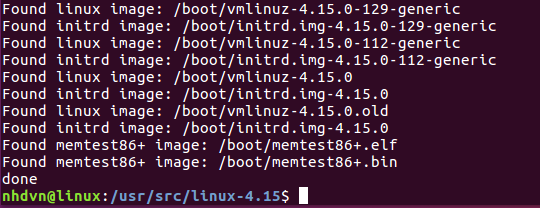 Found linux image: /boot/vmlinuz-4.15.0-129-generic
Found initrd image: /boot/initrd.img-4.15.0-129-generic
Found linux image: /boot/vmlinuz-4.15.0-112-generic
Found initrd image: /boot/initrd.img-4.15.0-112-generic
Found linux image: /boot/vmlinuz-4.15.0
Found initrd image: /boot/initrd.img-4.15.0
Found linux image: /boot/vmlinuz-4.15.0.old
Found initrd image: /boot/initrd.img-4.15.0
Found memtest86+ image: /boot/memtest86+.elf
Found memtest86+ image: /boot/memtest86+.bin
done
nhdvn@linux:/usr/src/linux-4.15$